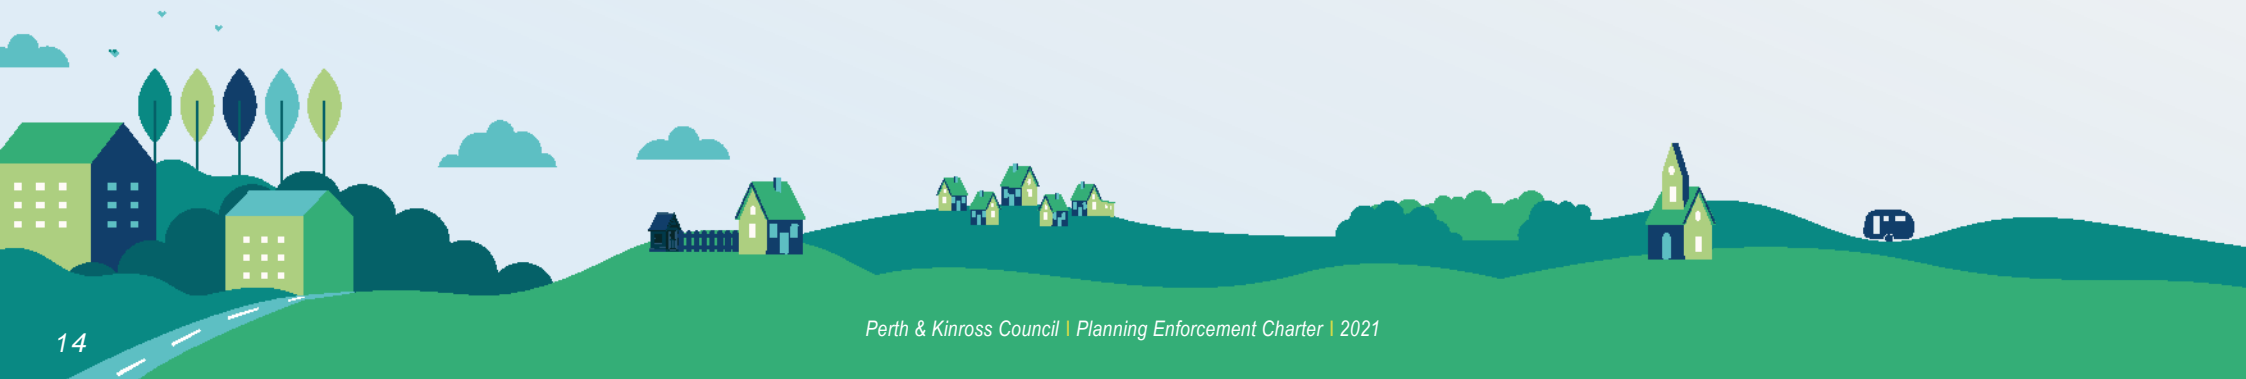 Perth & Kinross Council | Planning Enforcement Charter | 2021
14